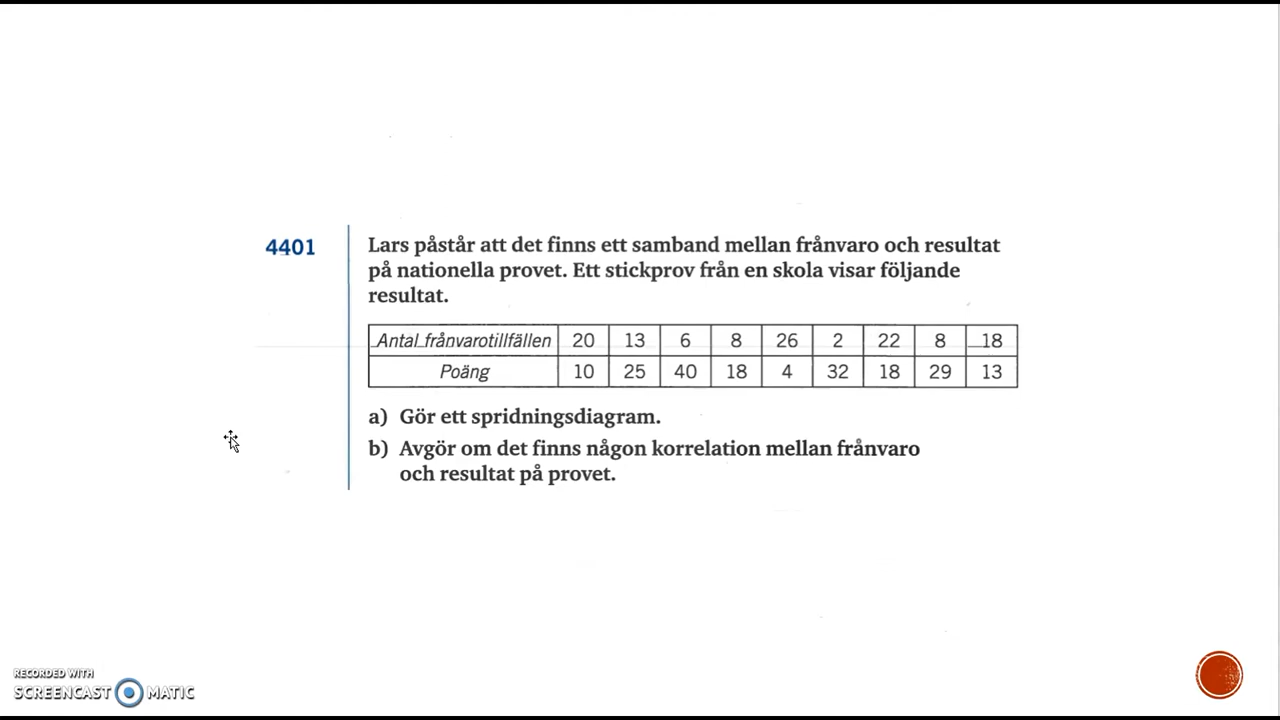 4401
Lars påstår att det finns ett samband mellan frånvaro och resultat
på nationella provet. Ett stickprov från en skola visar följande
resultat.
Antal frånvarotillfällen 20 13 6 8 26 2 22 8 18
Poäng 10 25 40 18 4 32 18 29 13
a) Gör ett spridningsdiagram.
b) Avgör om det finns någon korrelation mellan frånvaro
och resultat på provet.
RECORDED WITH
SCREENCAST MATIC